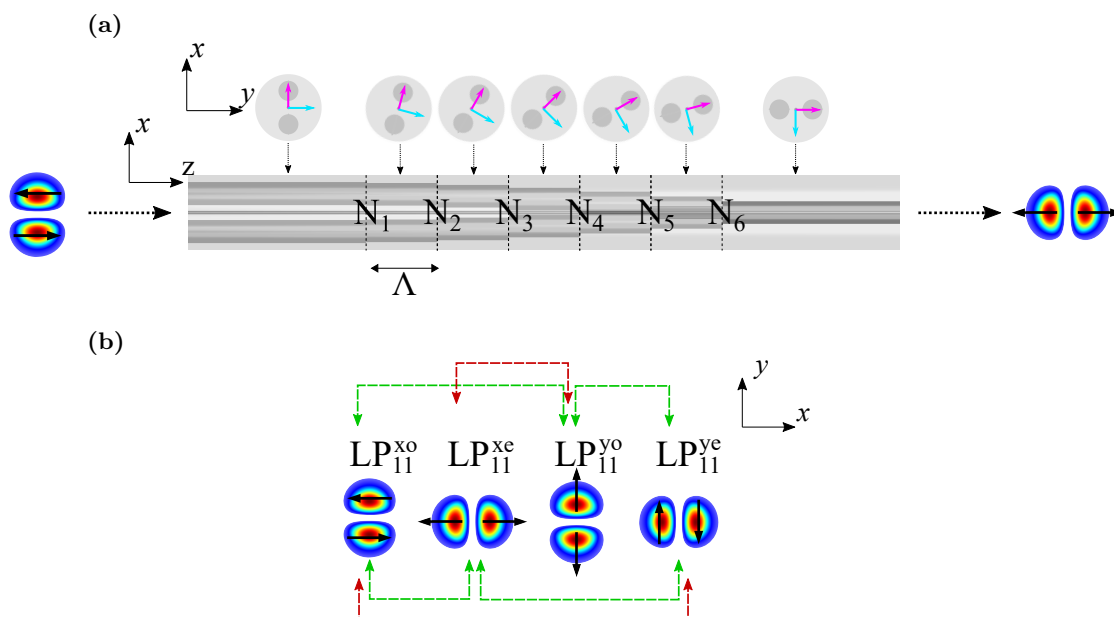 (a)
x
y
x
z
N₁ N₂ N₃ N₄ N₅ N₆
Λ
(b)
y
x
LP₁₁ˣᵒ LP₁₁ˣᵉ LP₁₁ʸᵒ LP₁₁ʸᵉ